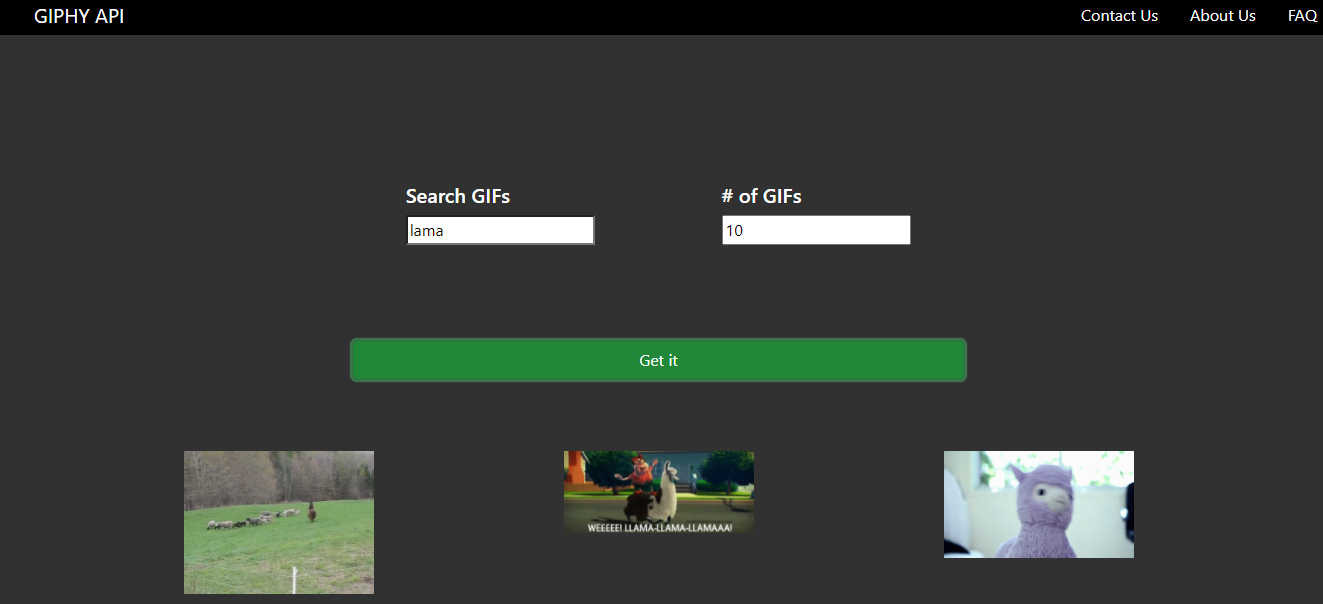 GIPHY API
Contact Us
About Us
FAQ
Search GIFs
# of GIFs
lama
10
Get it
WEEEEE! LLAMA-LLAMA-LLAMAAA!